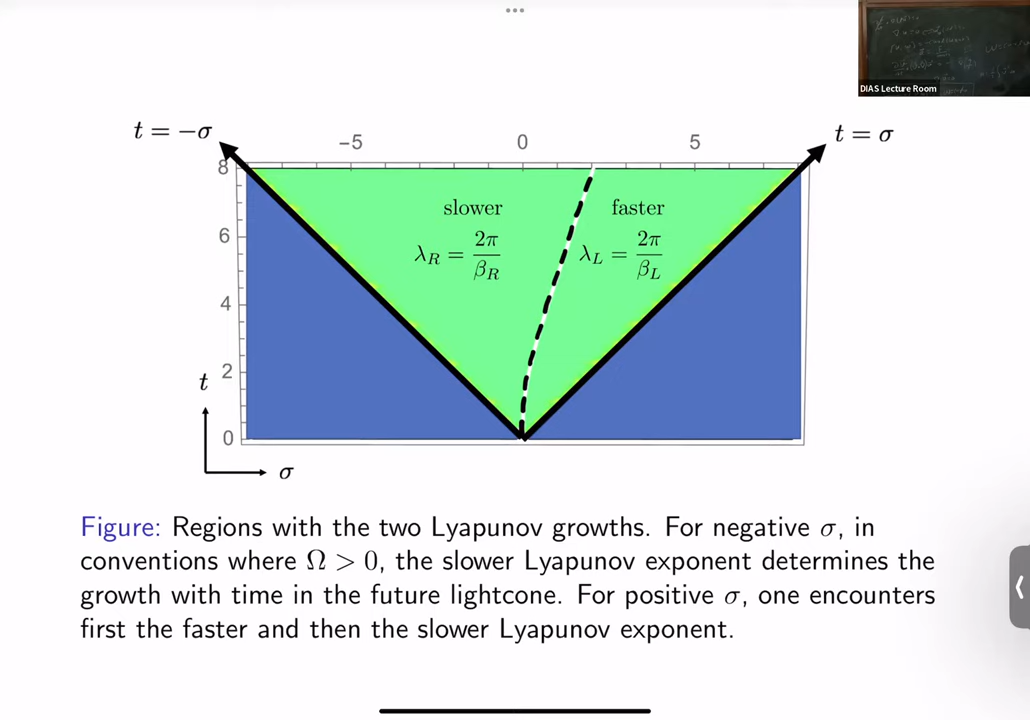 DIAS Lecture Room
t = −σ
−5
0
5
t = σ
8
6
4
2
0
slower
λ_R = 2π/β_R
faster
λ_L = 2π/β_L
t
σ
Figure: Regions with the two Lyapunov growths. For negative σ, in
conventions where Ω > 0, the slower Lyapunov exponent determines the
growth with time in the future lightcone. For positive σ, one encounters
first the faster and then the slower Lyapunov exponent.